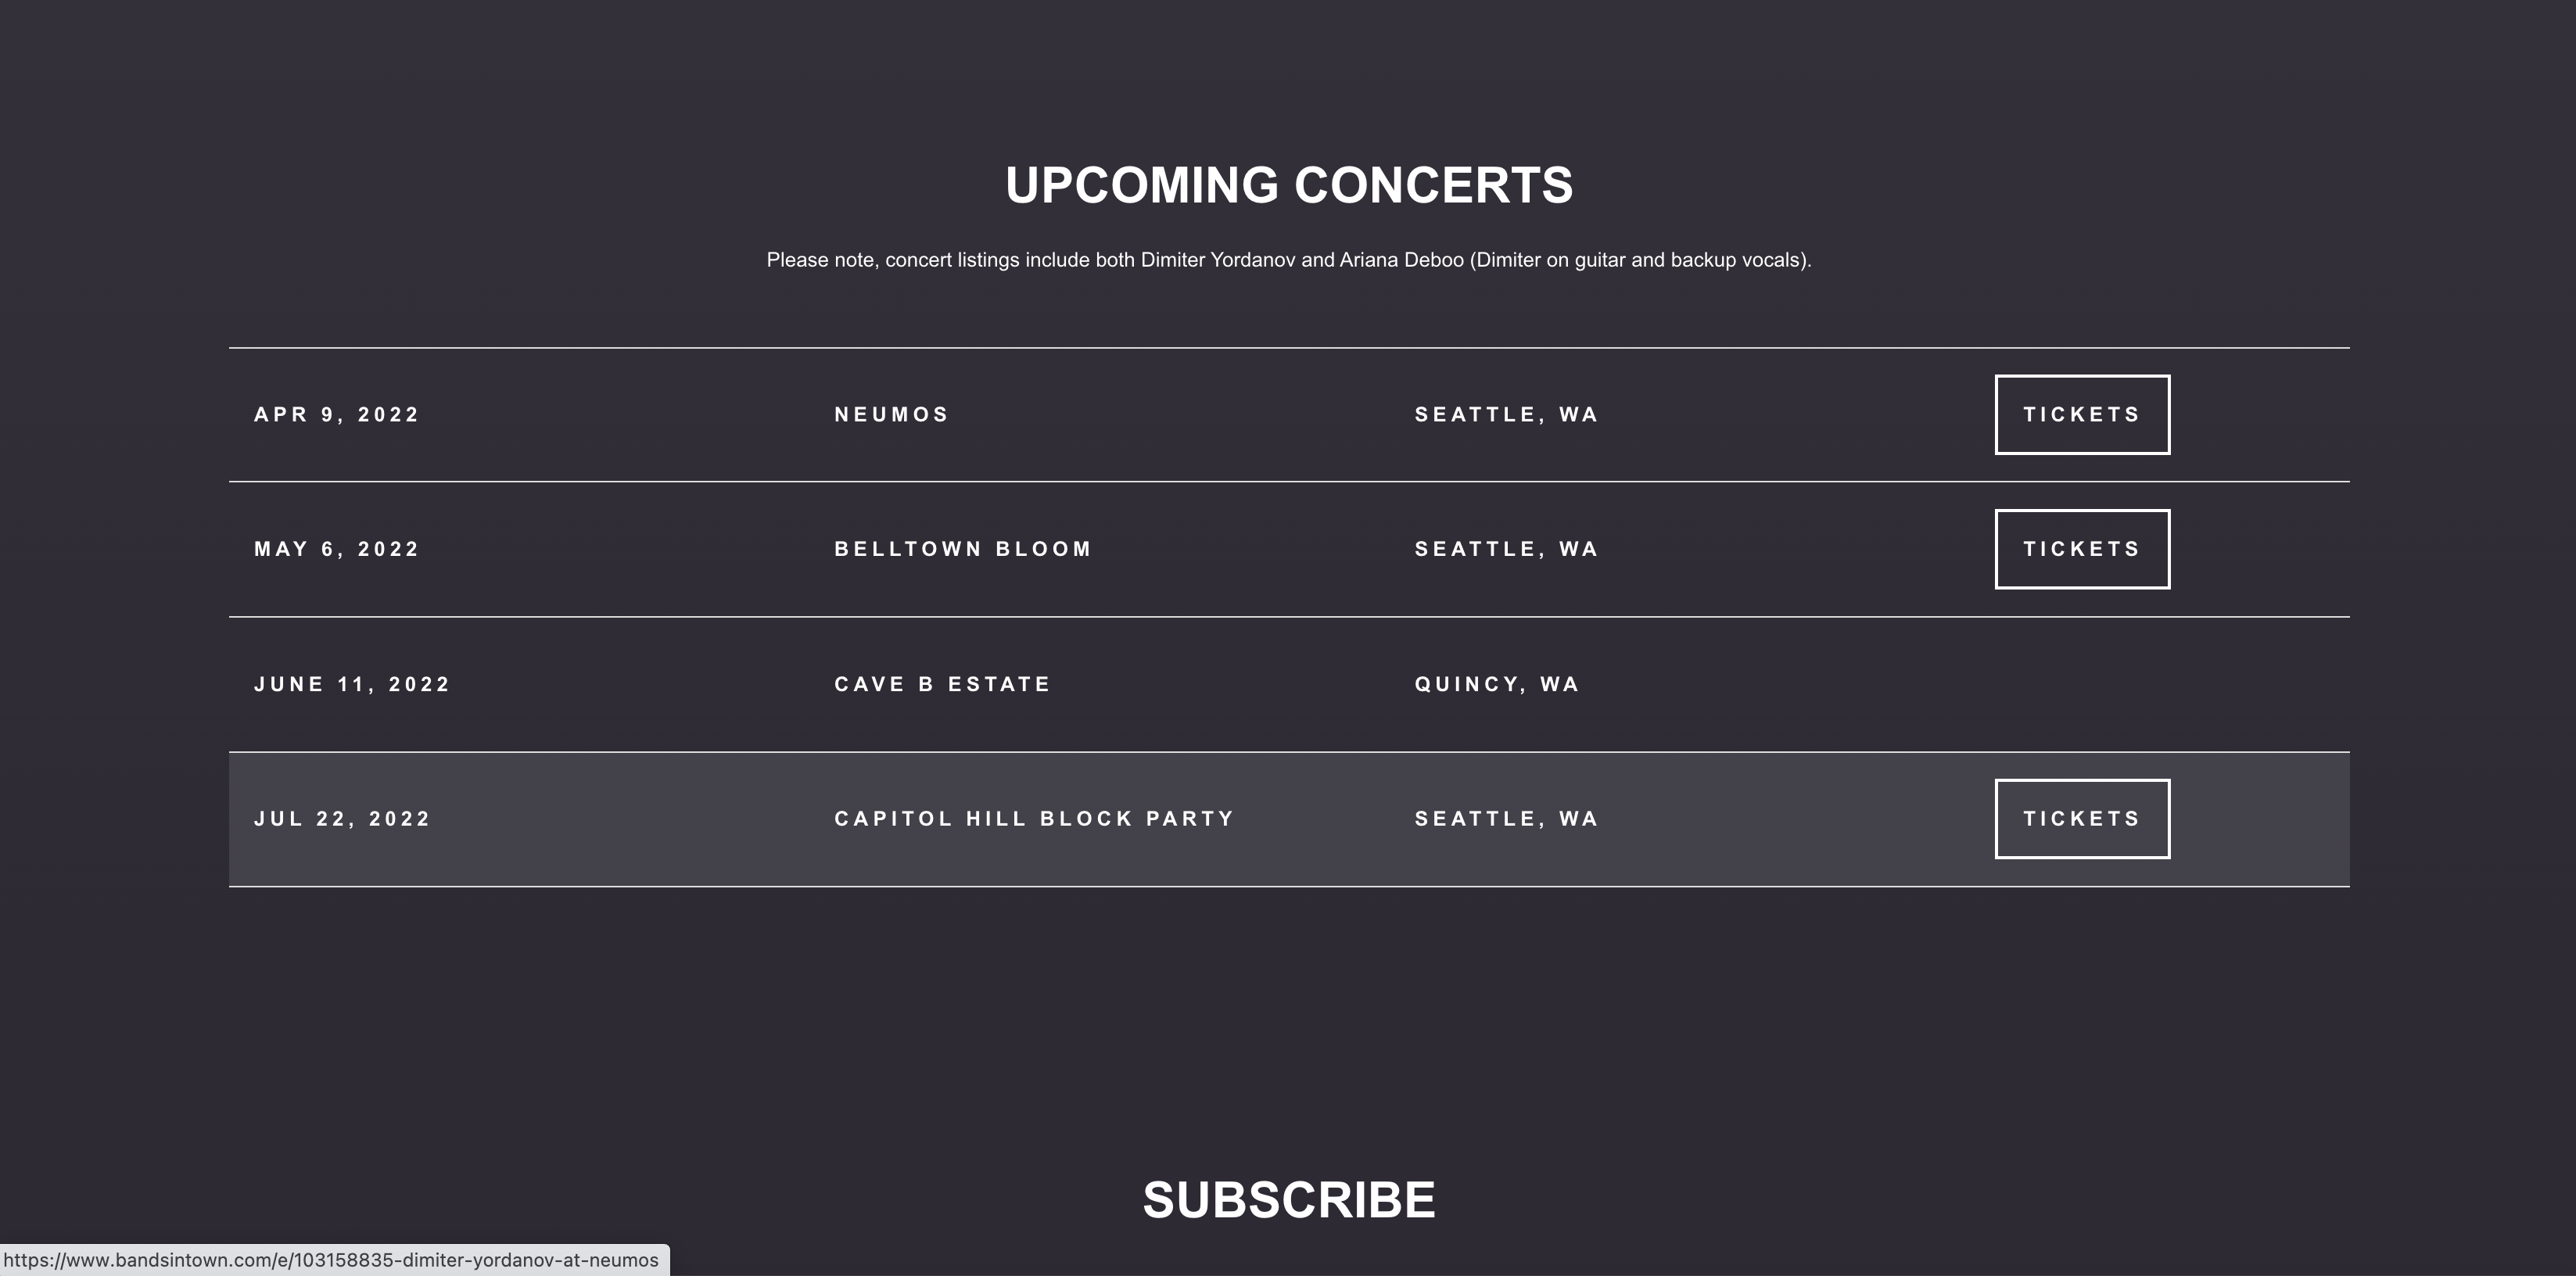 UPCOMING CONCERTS
Please note, concert listings include both Dimiter Yordanov and Ariana Deboo (Dimiter on guitar and backup vocals).
APR 9, 2022 NEUMOS SEATTLE, WA TICKETS
MAY 6, 2022 BELLTOWN BLOOM SEATTLE, WA TICKETS
JUNE 11, 2022 CAVE B ESTATE QUINCY, WA
JUL 22, 2022 CAPITOL HILL BLOCK PARTY SEATTLE, WA TICKETS
SUBSCRIBE
https://www.bandsintown.com/e/103158835-dimiter-yordanov-at-neumos